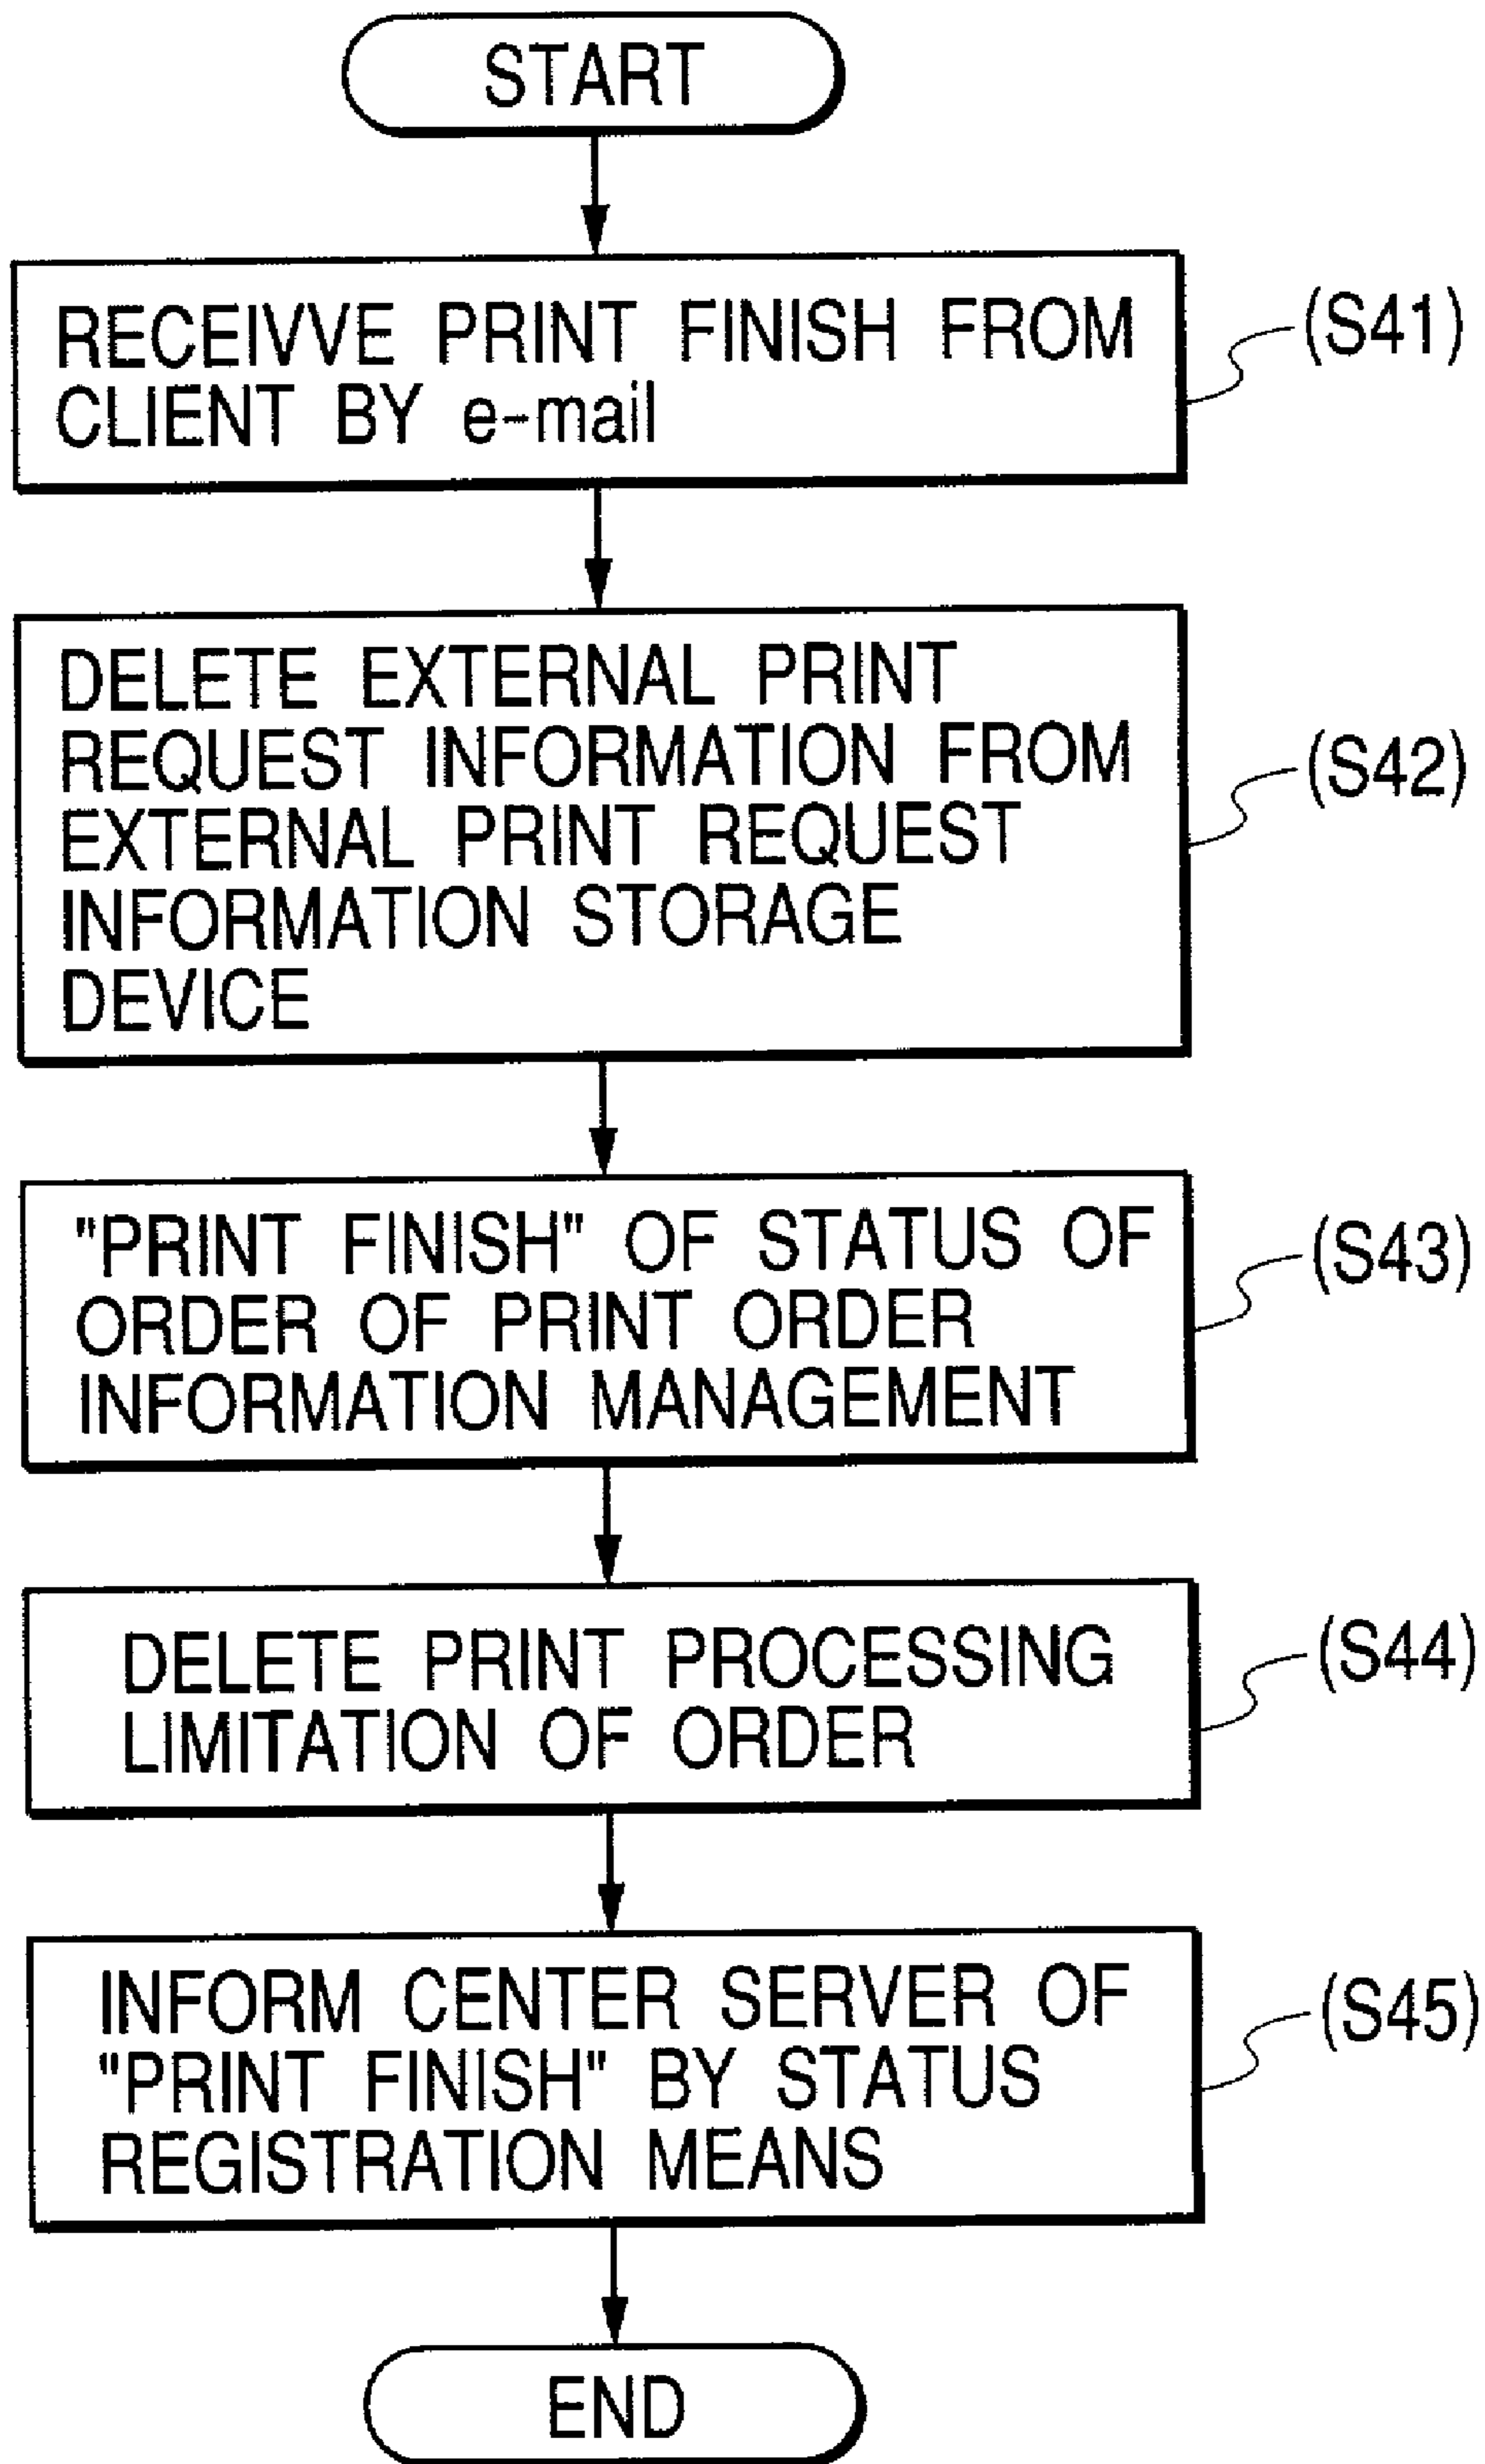 START
RECEIVVE PRINT FINISH FROM
CLIENT BY e-mail
(S41)
DELETE EXTERNAL PRINT
REQUEST INFORMATION FROM
EXTERNAL PRINT REQUEST
INFORMATION STORAGE
DEVICE
(S42)
"PRINT FINISH" OF STATUS OF
ORDER OF PRINT ORDER
INFORMATION MANAGEMENT
(S43)
DELETE PRINT PROCESSING
LIMITATION OF ORDER
(S44)
INFORM CENTER SERVER OF
"PRINT FINISH" BY STATUS
REGISTRATION MEANS
(S45)
END